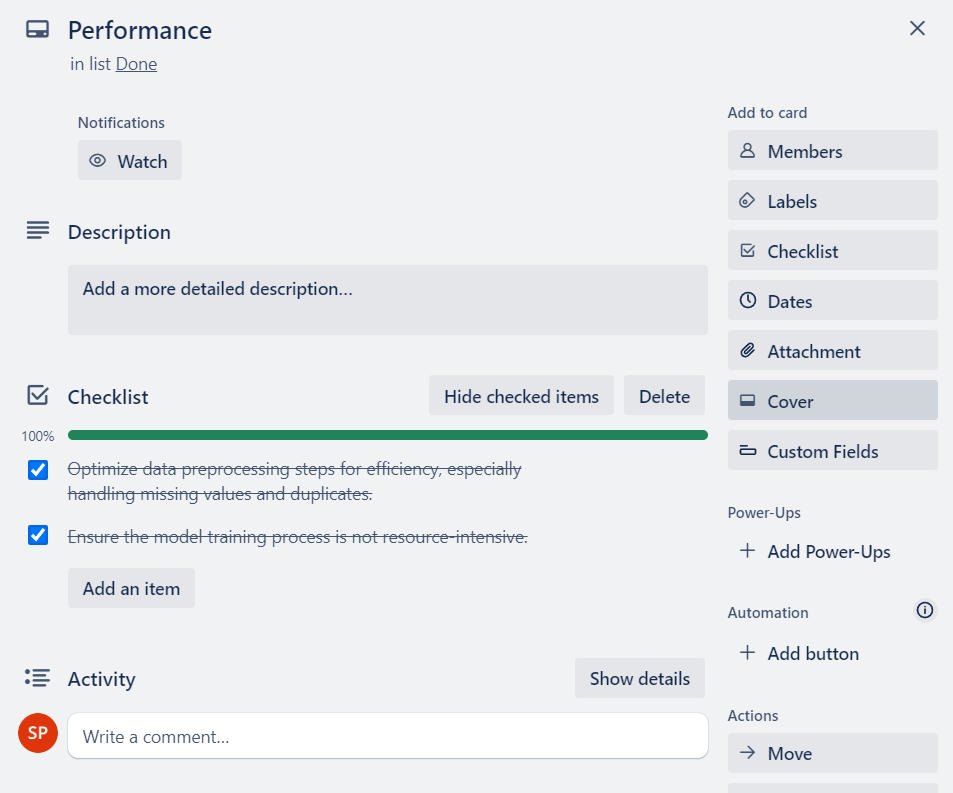 Performance
in list Done
Notifications
Watch
Description
Add a more detailed description...
Checklist
Hide checked items
Delete
100%
Optimize data preprocessing steps for efficiency, especially
handling missing values and duplicates.
Ensure the model training process is not resource-intensive.
Add an item
Activity
Show details
SP
Write a comment...
Add to card
Members
Labels
Checklist
Dates
Attachment
Cover
Custom Fields
Power-Ups
Add Power-Ups
Automation
Add button
Actions
Move